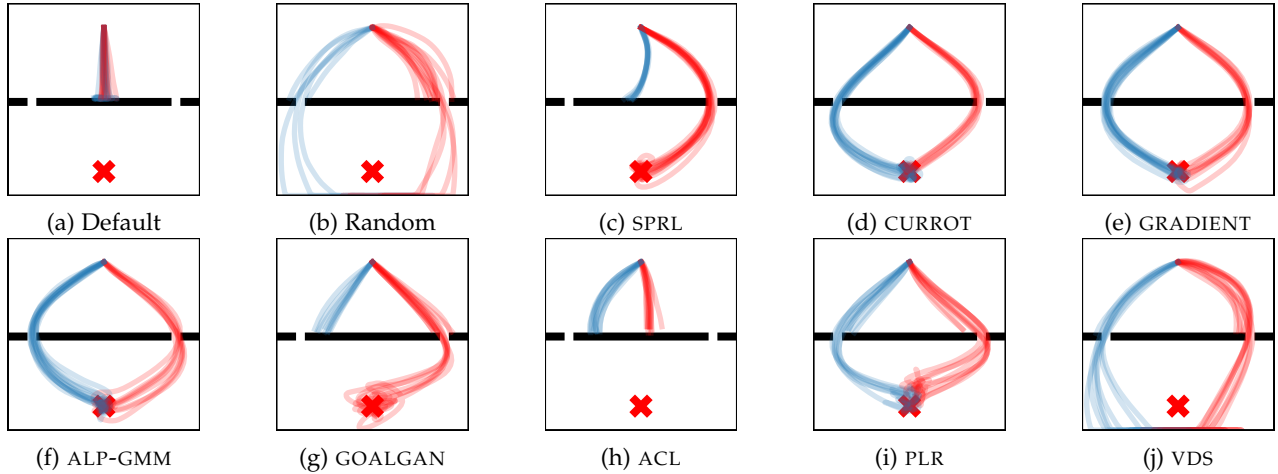 (a) Default
(b) Random
(c) SPRL
(d) CURROT
(e) GRADIENT
(f) ALP-GMM
(g) GOALGAN
(h) ACL
(i) PLR
(j) VDS